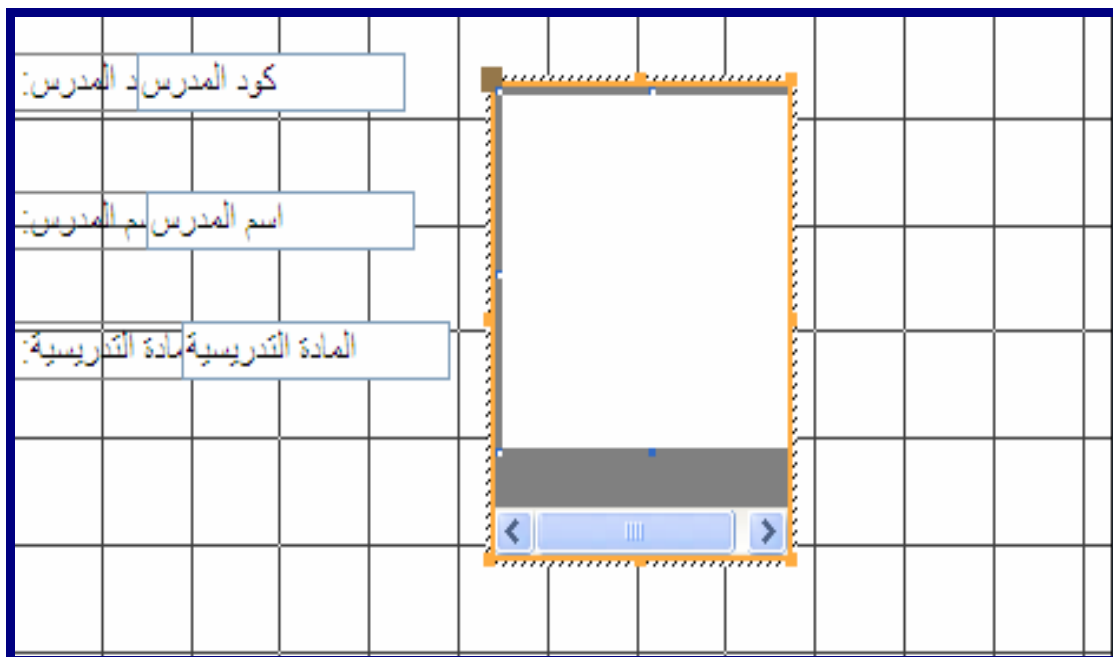 كود المدرس د المدرس:
اسم المدرس م المدرس:
المادة التدريسية مادة التدريسية: